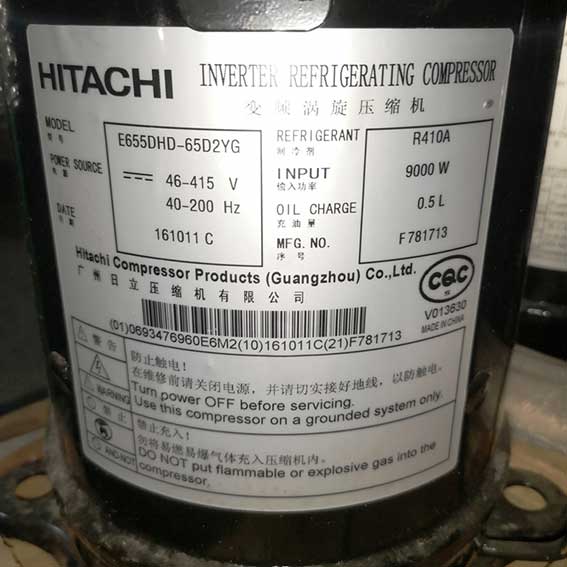 HITACHI
INVERTER REFRIGERATING COMPRESSOR
变频涡旋压缩机
MODEL
型号
E655DHD-65D2YG
POWER SOURCE
电源
46-415 V
40-200 Hz
DATE
日期
161011 C
REFRIGERANT
制冷剂
R410A
INPUT
输入功率
9000 W
OIL CHARGE
充油量
0.5 L
MFG. NO.
序号
F781713
Hitachi Compressor Products (Guangzhou) Co.,Ltd.
广州日立压缩机有限公司
CQC
V013630
MADE IN CHINA
(01)0693476960E6M2(10)161011C(21)F781713
警告
WARNING
防止触电!
在维修前请关闭电源，并请切实接好地线，以防触电。
Turn power OFF before servicing.
Use this compressor on a grounded system only.
禁止
AND-NOT
禁止充入!
勿将易燃易爆气体充入压缩机内。
DO NOT put flammable or explosive gas into the
compressor.